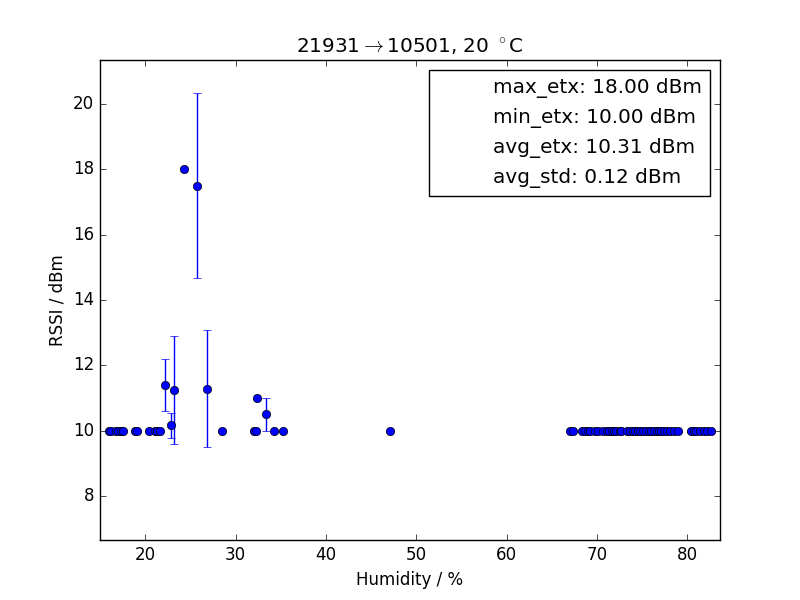 21931→10501, 20 °C
max_etx: 18.00 dBm
min_etx: 10.00 dBm
avg_etx: 10.31 dBm
avg_std: 0.12 dBm
RSSI / dBm
20
18
16
14
12
10
8
20 30 40 50 60 70 80
Humidity / %